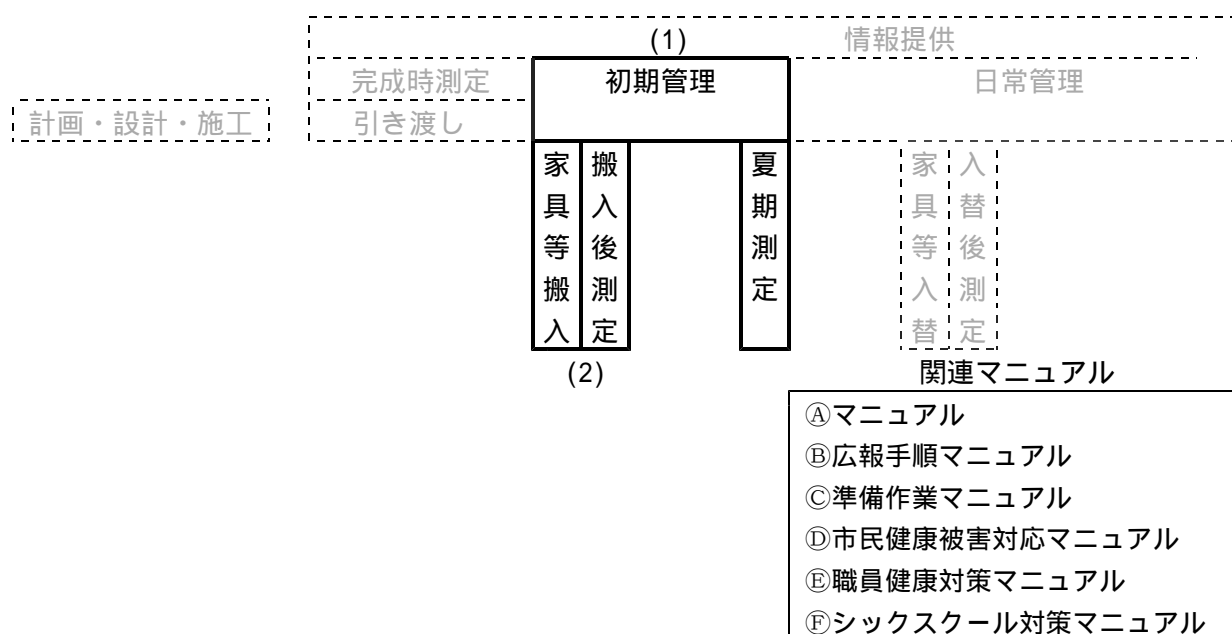 (1) 情報提供
完成時測定 初期管理 日常管理
計画・設計・施工 引き渡し
家具等搬入
搬入後測定
夏期測定
家具等入替
入替後測定
(2)
関連マニュアル
Ⓐマニュアル
Ⓑ広報手順マニュアル
Ⓒ準備作業マニュアル
Ⓓ市民健康被害対応マニュアル
Ⓔ職員健康対策マニュアル
Ⓕシックスクール対策マニュアル